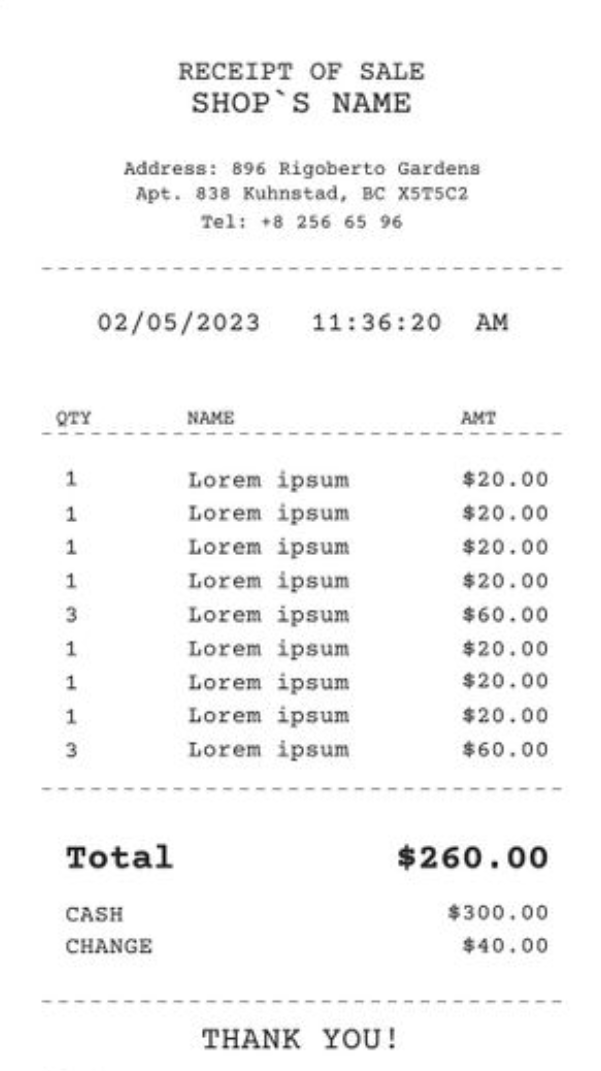 RECEIPT OF SALE
SHOP`S NAME
Address: 896 Rigoberto Gardens
Apt. 838 Kuhnstad, BC X5T5C2
Tel: +8 256 65 96
02/05/2023 11:36:20 AM
QTY NAME AMT
1 Lorem ipsum $20.00
1 Lorem ipsum $20.00
1 Lorem ipsum $20.00
1 Lorem ipsum $20.00
3 Lorem ipsum $60.00
1 Lorem ipsum $20.00
1 Lorem ipsum $20.00
1 Lorem ipsum $20.00
3 Lorem ipsum $60.00
Total $260.00
CASH $300.00
CHANGE $40.00
THANK YOU!